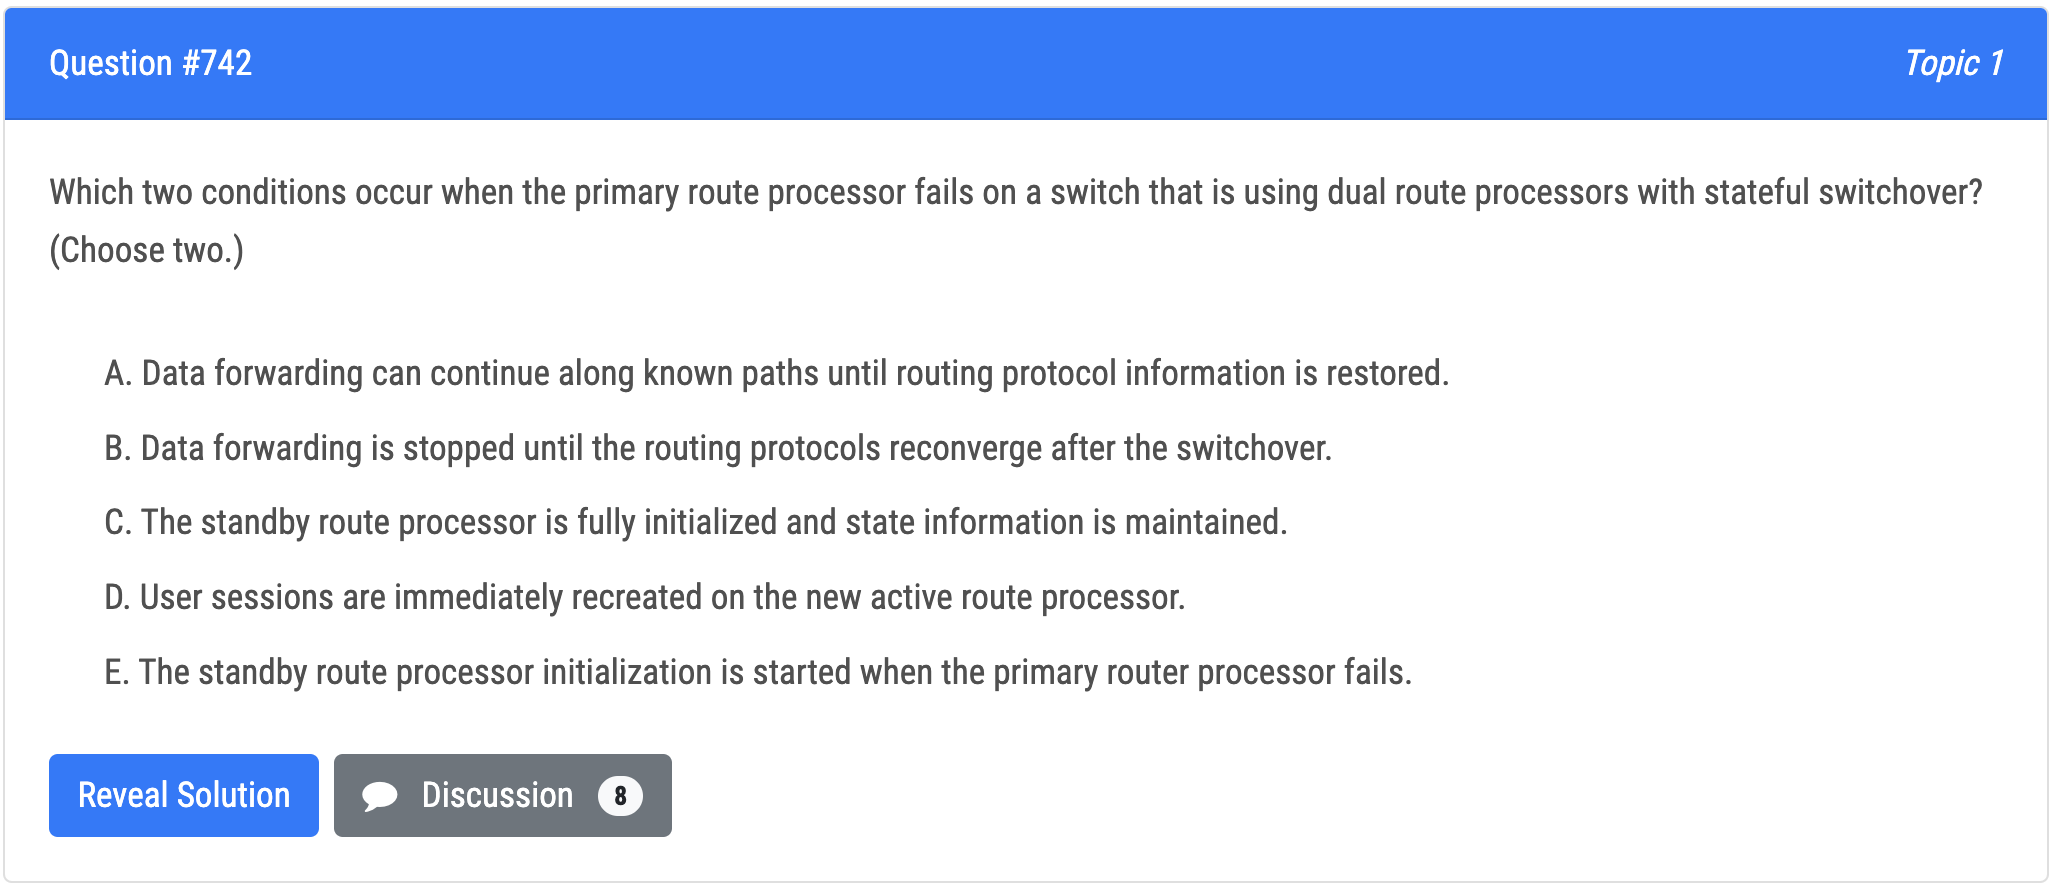 Question #742
Topic 1
Which two conditions occur when the primary route processor fails on a switch that is using dual route processors with stateful switchover?
(Choose two.)
A. Data forwarding can continue along known paths until routing protocol information is restored.
B. Data forwarding is stopped until the routing protocols reconverge after the switchover.
C. The standby route processor is fully initialized and state information is maintained.
D. User sessions are immediately recreated on the new active route processor.
E. The standby route processor initialization is started when the primary router processor fails.
Reveal Solution
Discussion 8